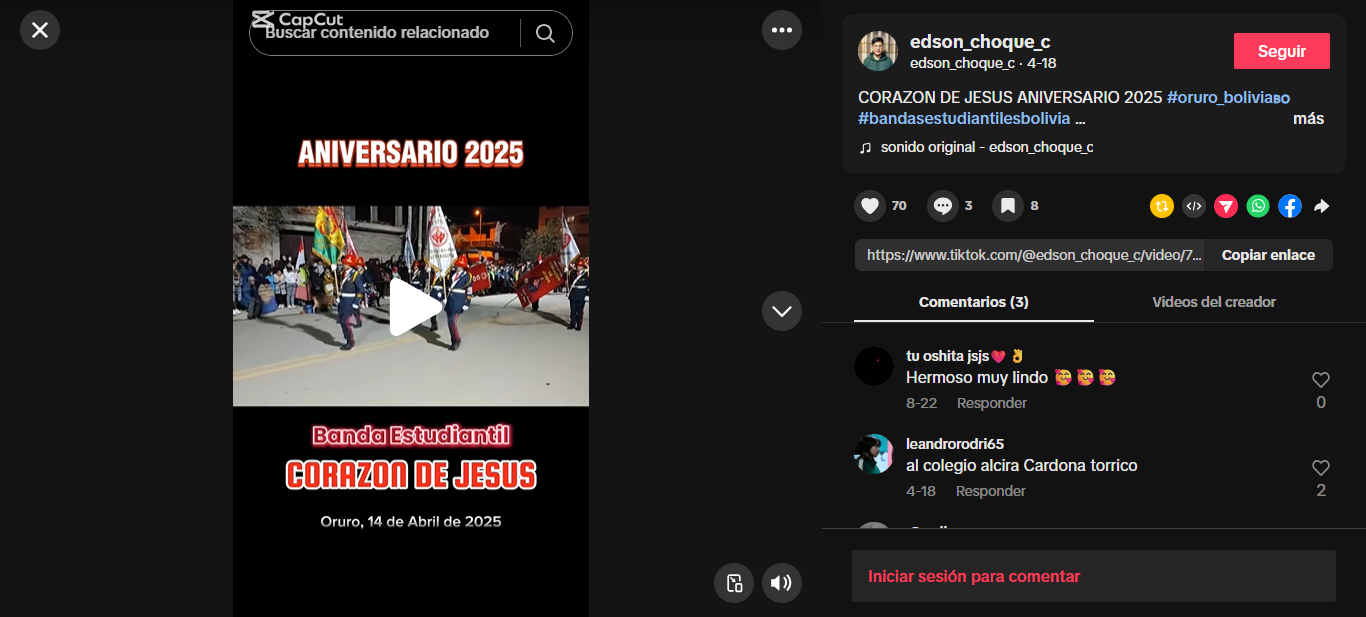 CapCut
Buscar contenido relacionado
ANIVERSARIO 2025
Banda Estudiantil
CORAZON DE JESUS
Oruro, 14 de Abril de 2025
edson_choque_c
edson_choque_c · 4-18
Seguir
CORAZON DE JESUS ANIVERSARIO 2025 #oruro_bolivia🇧🇴
#bandasestudiantilesbolivia ...
más
♫ sonido original - edson_choque_c
70
3
8
https://www.tiktok.com/@edson_choque_c/video/7...
Copiar enlace
Comentarios (3)
Videos del creador
tu oshita jsjs💗👌
Hermoso muy lindo 🥰🥰🥰
8-22 Responder
0
leandrorodri65
al colegio alcira Cardona torrico
4-18 Responder
2
Iniciar sesión para comentar